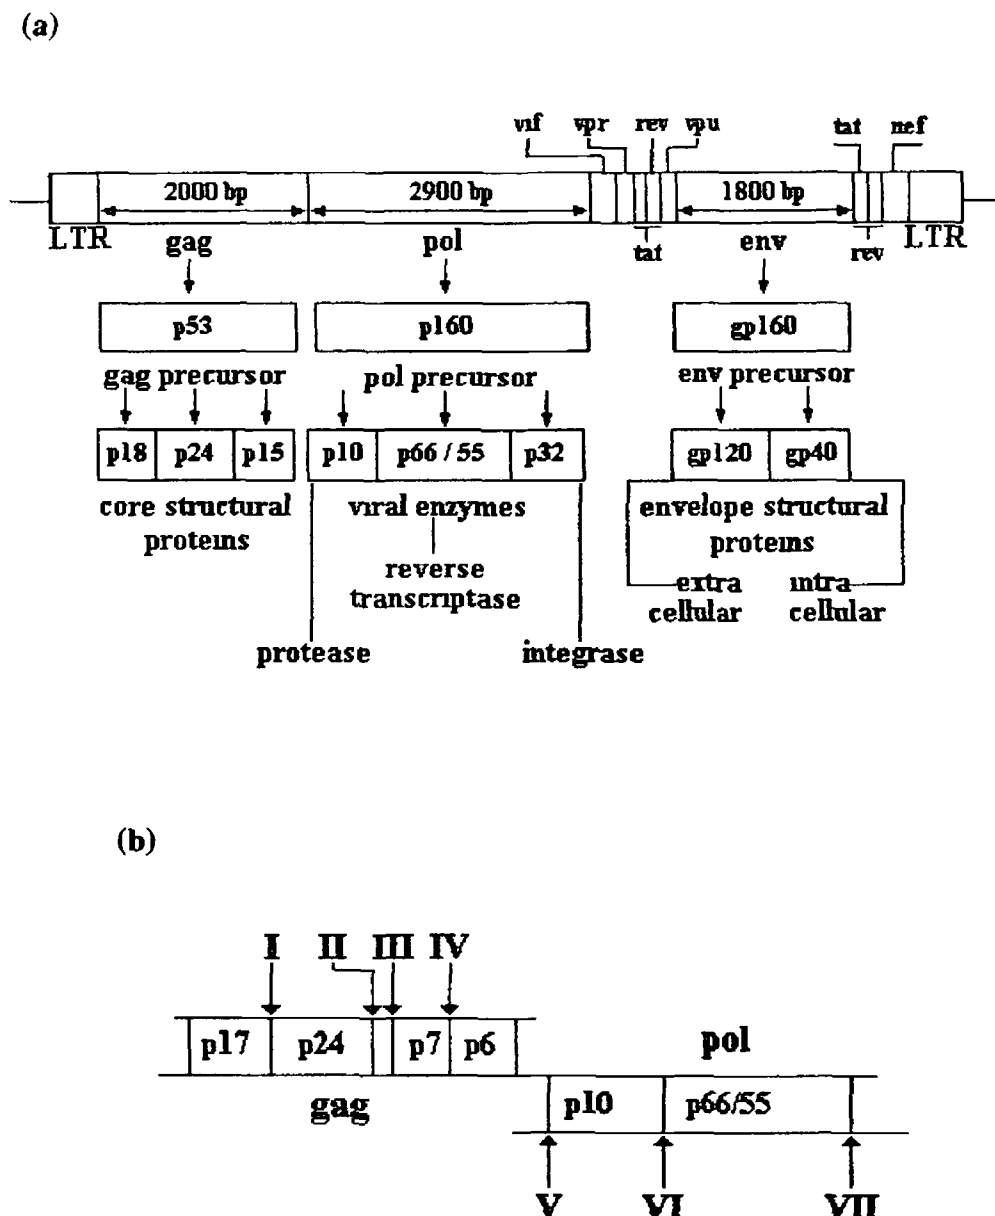 (a)
vif vpr rev vpu tat nef
2000 bp 2900 bp 1800 bp
LTR gag pol tat env rev LTR
p53 p160 gp160
gag precursor pol precursor env precursor
p18 p24 p15 p10 p66 / 55 p32 gp120 gp40
core structural proteins
viral enzymes
envelope structural proteins
reverse transcriptase
extra cellular
intra cellular
protease integrase
(b)
I II III IV
p17 p24 p7 p6 pol
gag p10 p66/55
V VI VII